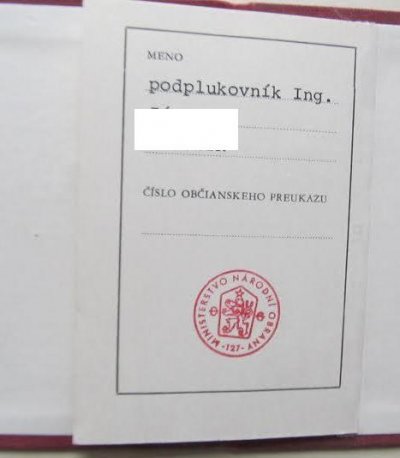 MENO
podplukovník Ing.
ČÍSLO OBČIANSKEHO PREUKAZU
MINISTERSTVO NÁRODNÍ OBRANY
-127-